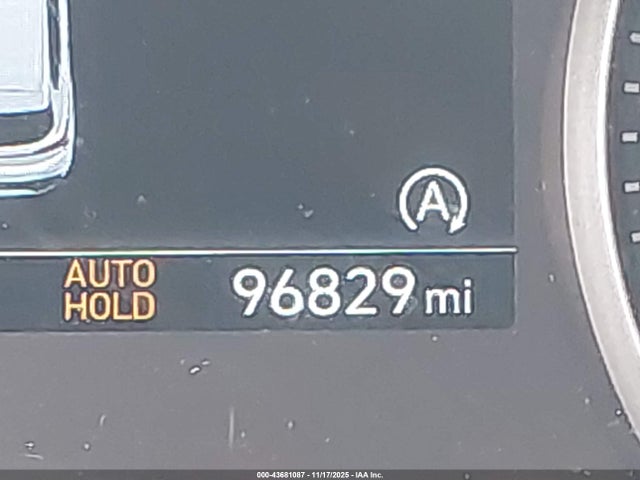 A
AUTO
HOLD
96829 mi
000-43681087 - 11/17/2025 - IAA Inc.